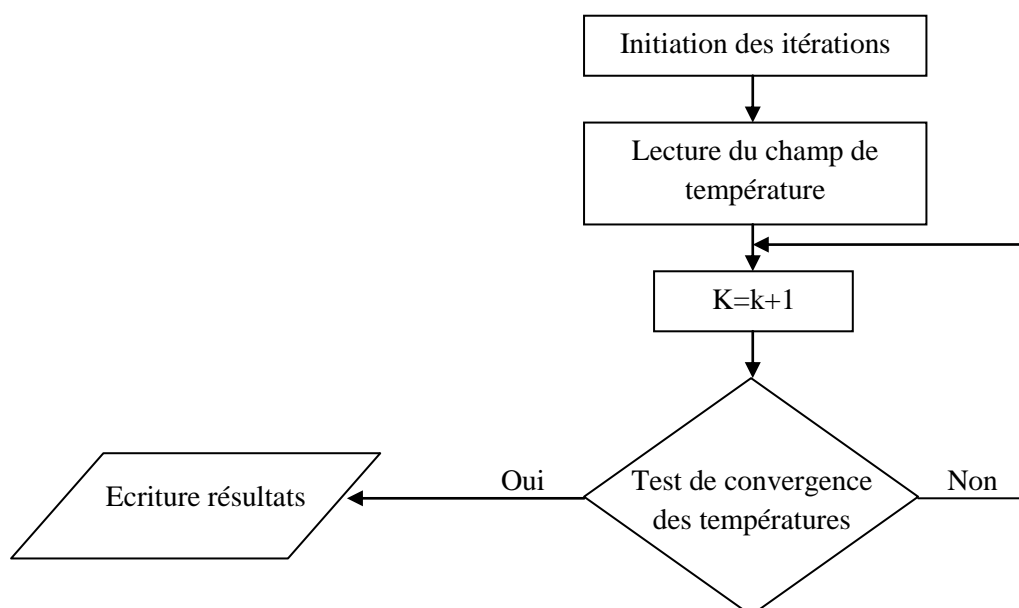 Initiation des itérations
Lecture du champ de
température
K=k+1
Test de convergence
des températures
Oui
Non
Ecriture résultats